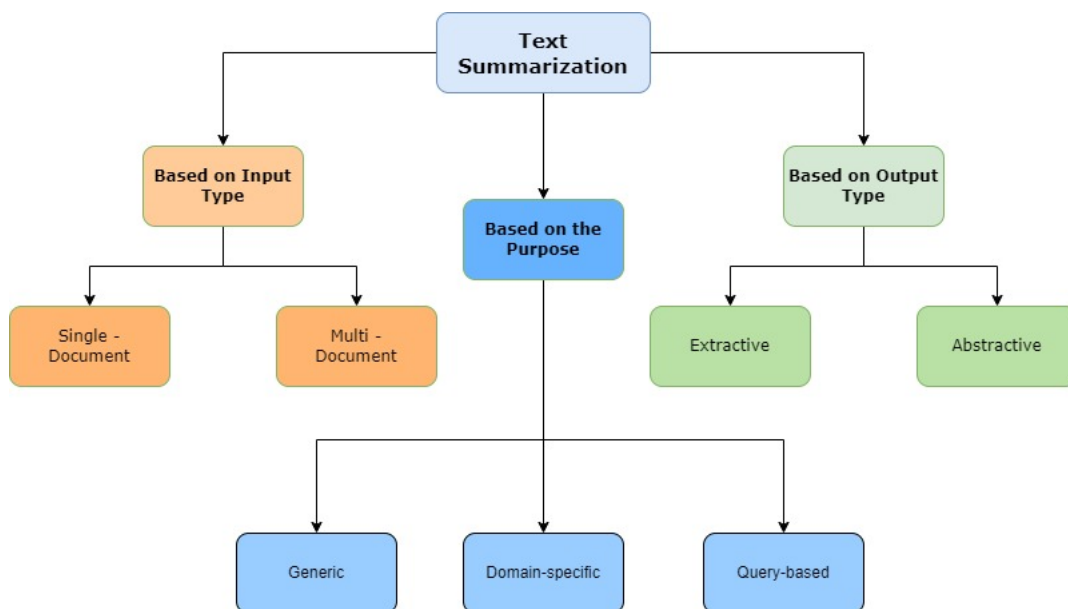 Text
Summarization
Based on Input
Type
Based on the
Purpose
Based on Output
Type
Single -
Document
Multi -
Document
Extractive
Abstractive
Generic
Domain-specific
Query-based